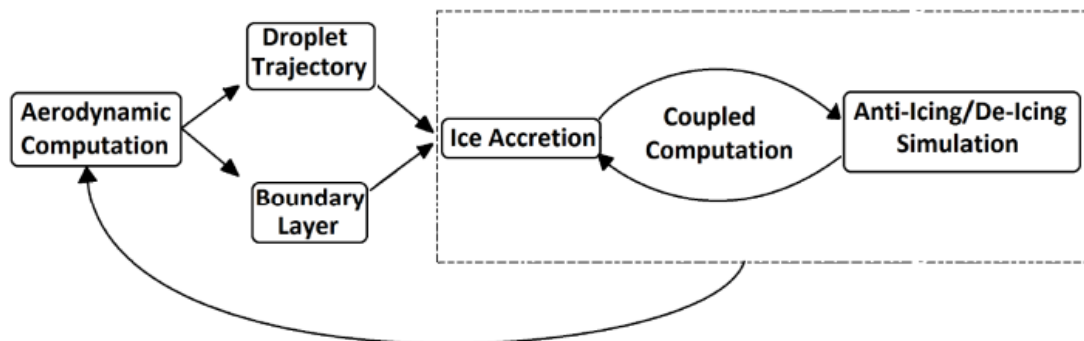 Droplet
Trajectory
Aerodynamic
Computation
Boundary
Layer
Ice Accretion
Coupled
Computation
Anti-Icing/De-Icing
Simulation